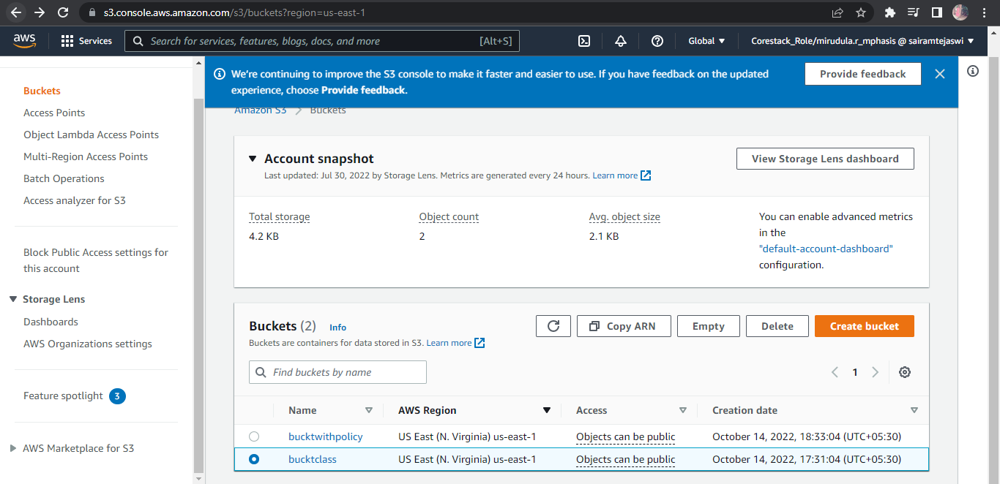 s3.console.aws.amazon.com/s3/buckets?region=us-east-1
aws
Services
Search for services, features, blogs, docs, and more
[Alt+S]
Global
Corestack_Role/mirudula.r_mphasis @ sairamtejaswi
Buckets
Access Points
Object Lambda Access Points
Multi-Region Access Points
Batch Operations
Access analyzer for S3
Block Public Access settings for
this account
Storage Lens
Dashboards
AWS Organizations settings
Feature spotlight 3
AWS Marketplace for S3
We're continuing to improve the S3 console to make it faster and easier to use. If you have feedback on the updated
experience, choose Provide feedback.
Provide feedback
Amazon S3 Buckets
Account snapshot
Last updated: Jul 30, 2022 by Storage Lens. Metrics are generated every 24 hours. Learn more
View Storage Lens dashboard
Total storage
4.2 KB
Object count
2
Avg. object size
2.1 KB
You can enable advanced metrics
in the
"default-account-dashboard"
configuration.
Buckets (2) Info
Buckets are containers for data stored in S3. Learn more
Copy ARN
Empty
Delete
Create bucket
Find buckets by name
1
Name AWS Region Access Creation date
bucktwithpolicy US East (N. Virginia) us-east-1 Objects can be public October 14, 2022, 18:33:04 (UTC+05:30)
bucktclass US East (N. Virginia) us-east-1 Objects can be public October 14, 2022, 17:31:04 (UTC+05:30)